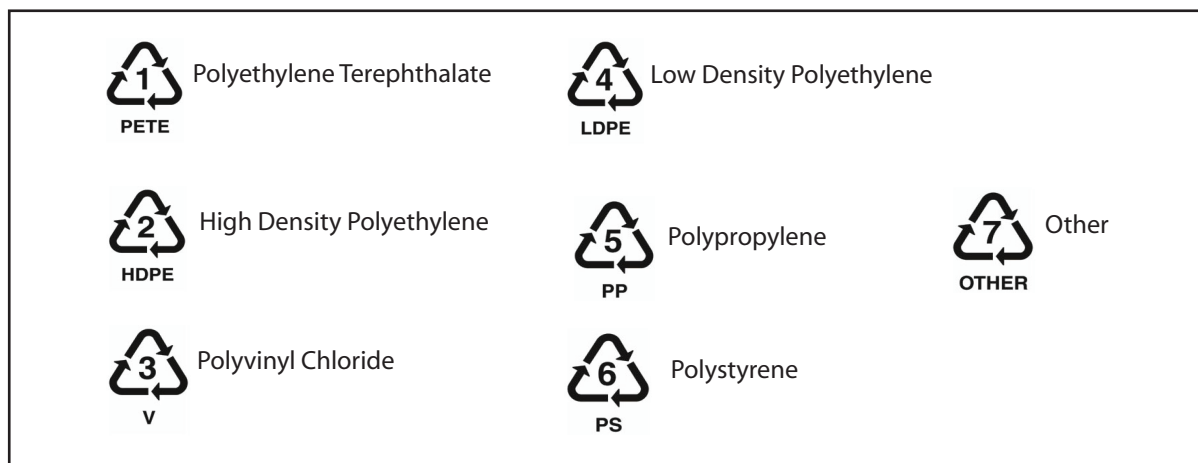 1
PETE
Polyethylene Terephthalate
2
HDPE
High Density Polyethylene
3
V
Polyvinyl Chloride
4
LDPE
Low Density Polyethylene
5
PP
Polypropylene
6
PS
Polystyrene
7
OTHER
Other